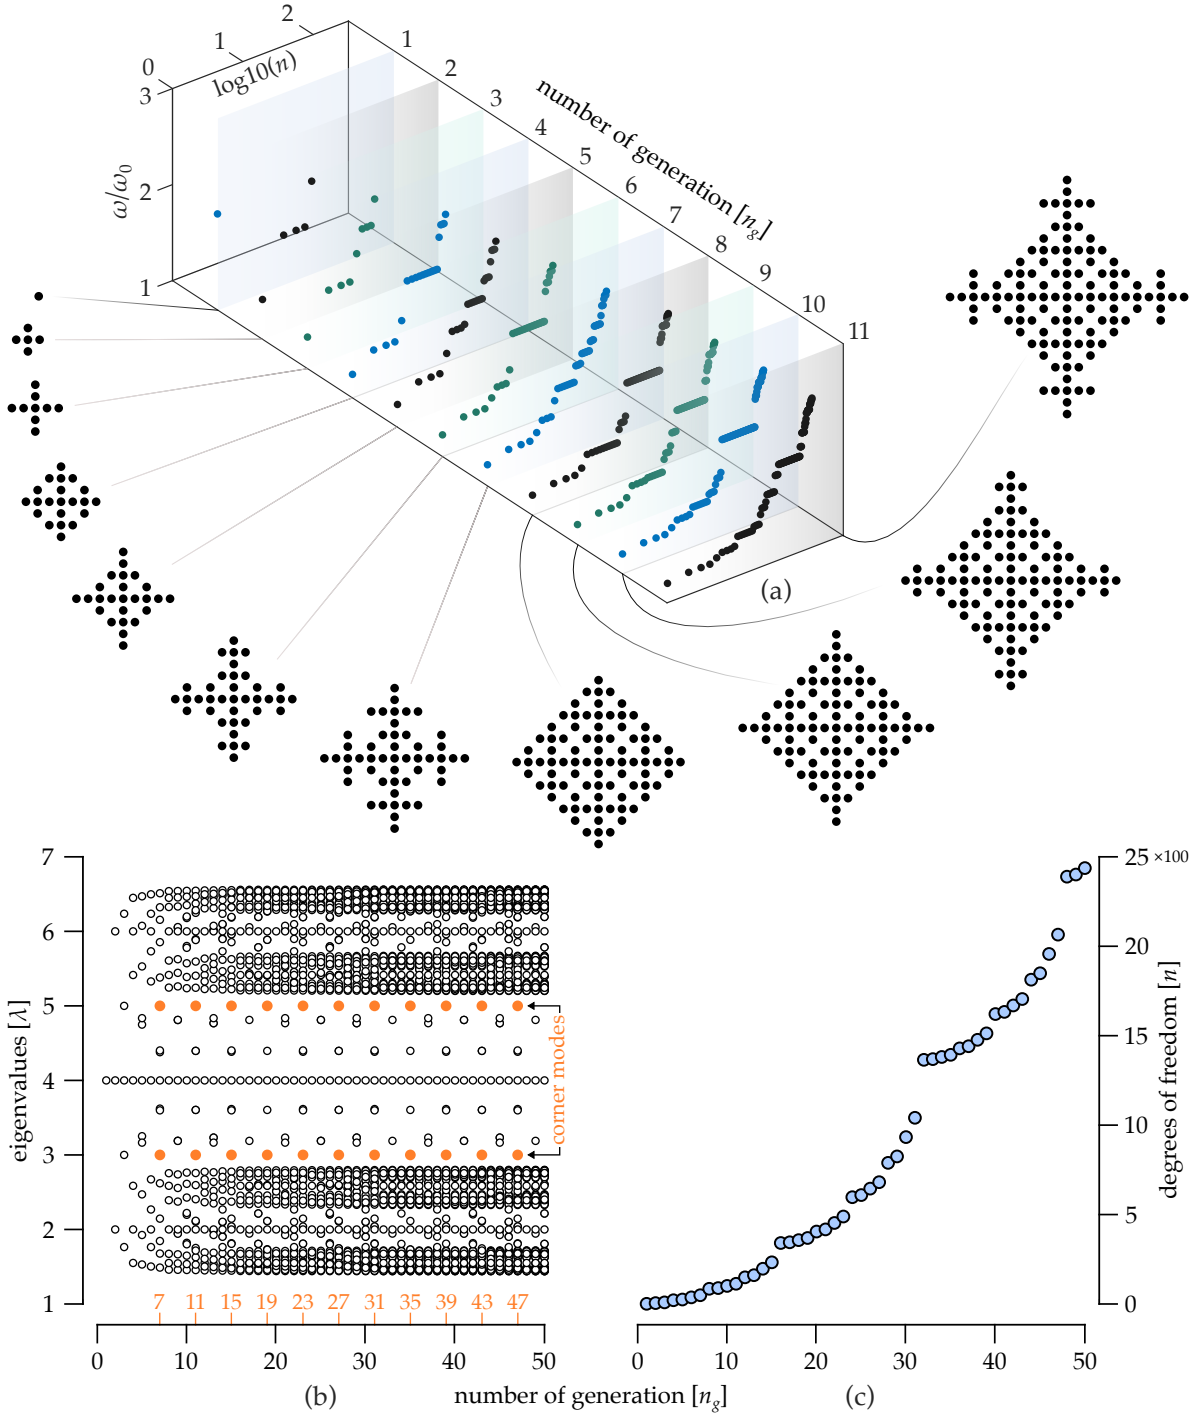 2
1
0
log10(n)
3
2
1
ω/ω0
number of generation [ng]
1
2
3
4
5
6
7
8
9
10
11
(a)
7
6
5
4
3
2
1
eigenvalues [λ]
corner modes
7 11 15 19 23 27 31 35 39 43 47
0 10 20 30 40 50
(b)
number of generation [ng]
25 ×100
20
15
10
5
0
degrees of freedom [n]
0 10 20 30 40 50
(c)